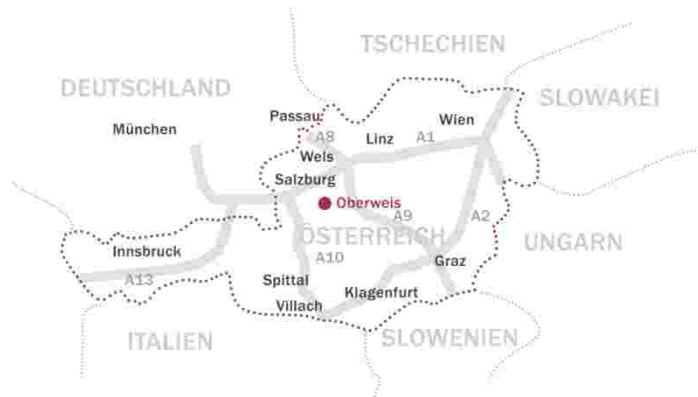 TSCHECHIEN
DEUTSCHLAND
SLOWAKEI
Passau
München
A8
Linz
A1
Wien
Wels
Salzburg
Oberweis
A9
A2
ÖSTERREICH
UNGARN
Innsbruck
A10
Graz
A13
Spittal
Klagenfurt
Villach
ITALIEN
SLOWENIEN